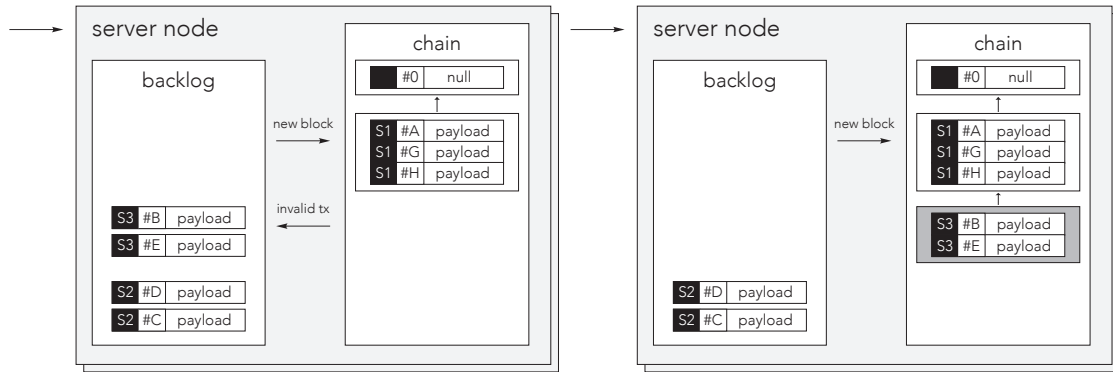 server node
chain
#0 null
backlog
new block
S1 #A payload
S1 #G payload
S1 #H payload
invalid tx
S3 #B payload
S3 #E payload
S2 #D payload
S2 #C payload
server node
chain
#0 null
backlog
new block
S1 #A payload
S1 #G payload
S1 #H payload
S3 #B payload
S3 #E payload
S2 #D payload
S2 #C payload